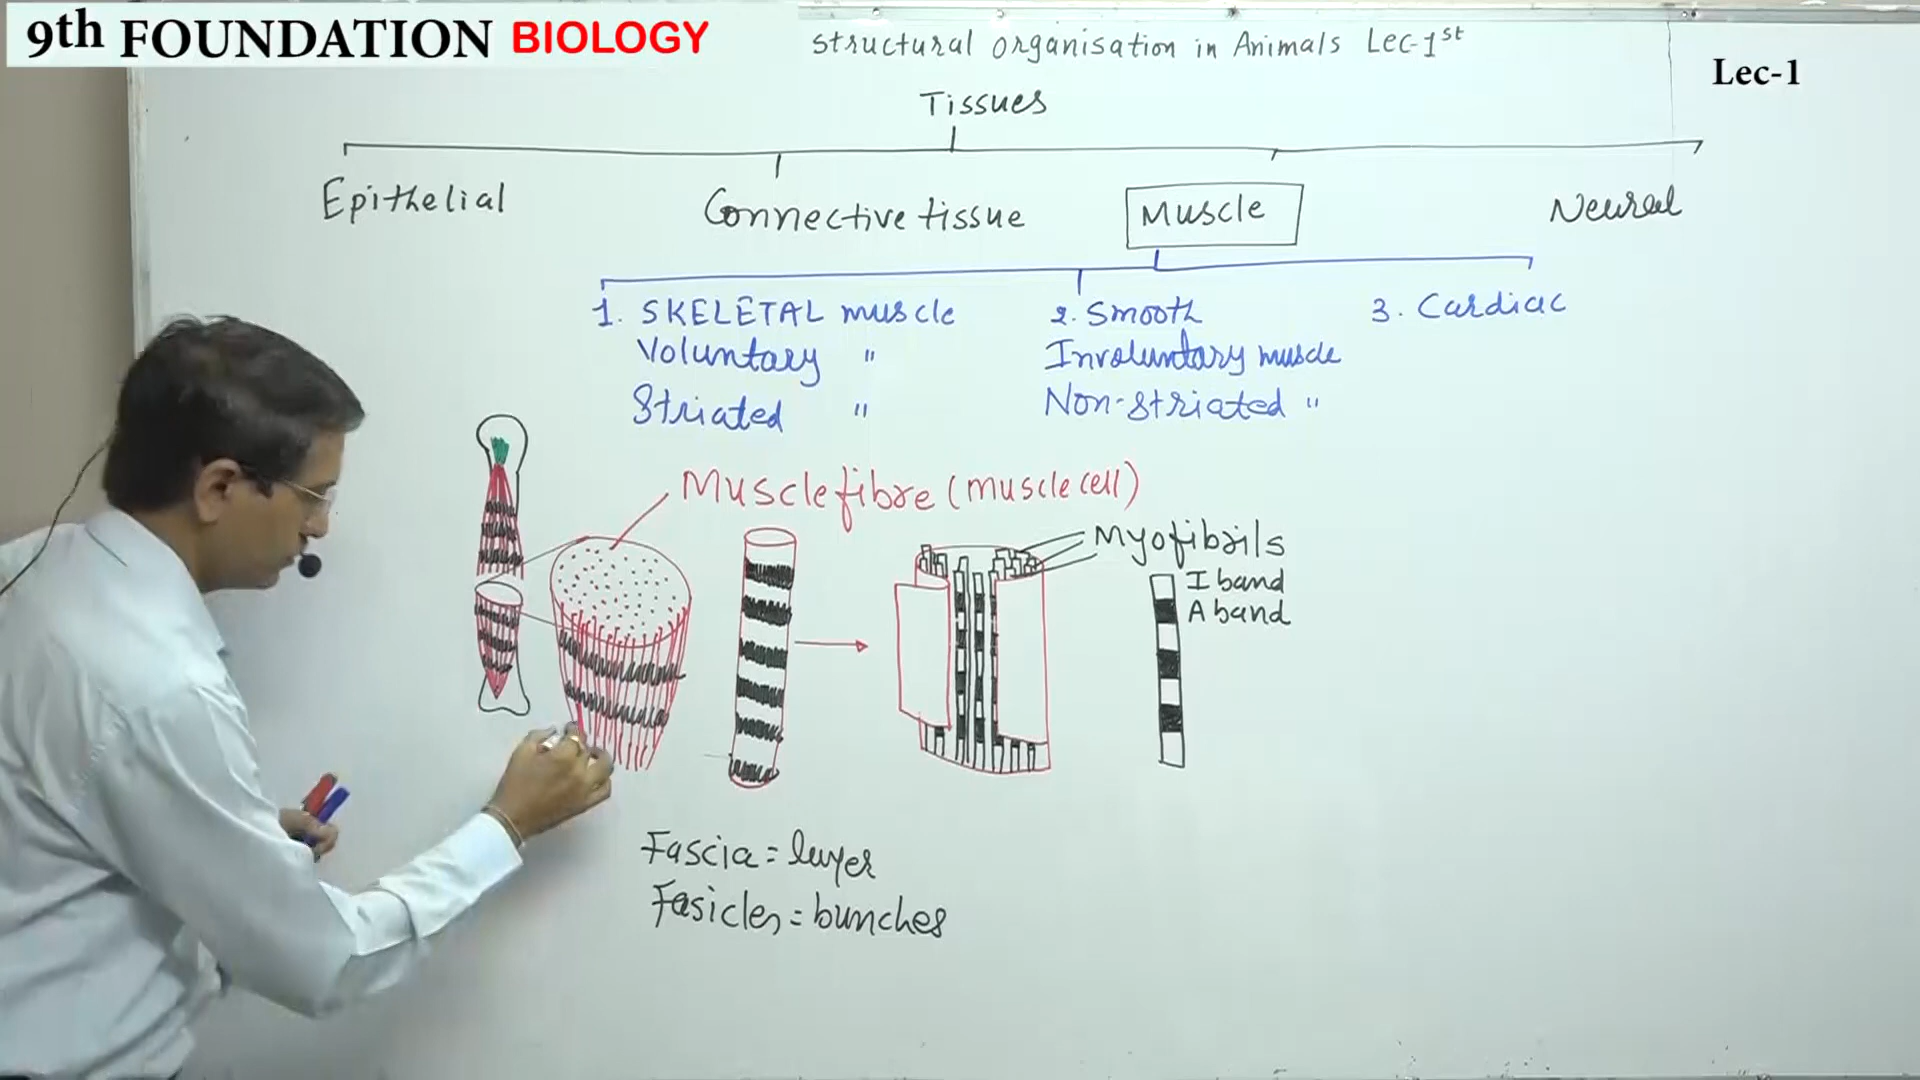 9th FOUNDATION BIOLOGY
Structural organisation in Animals Lec-1st
Lec-1
Tissues
Epithelial
Connective tissue
Muscle
Neural
1. SKELETAL muscle
Voluntary "
Striated "
2. Smooth
Involuntary muscle
Non-Striated "
3. Cardiac
Muscle fibre (muscle cell)
Myofibrils
I band
A band
Fascia = layer
Fasicles = bunches